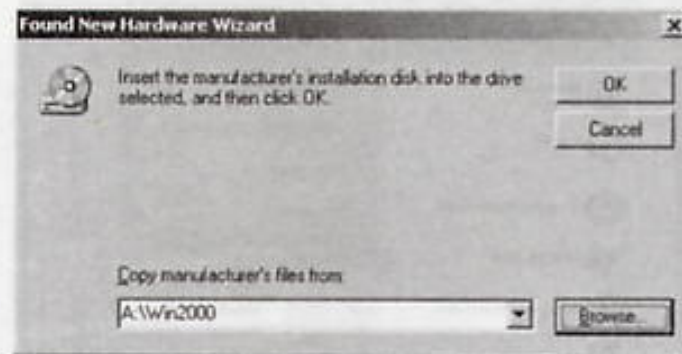 Found New Hardware Wizard
Insert the manufacturer's installation disk into the drive
selected, and then click OK.
OK
Cancel
Copy manufacturer's files from:
A:\Win2000
Browse...